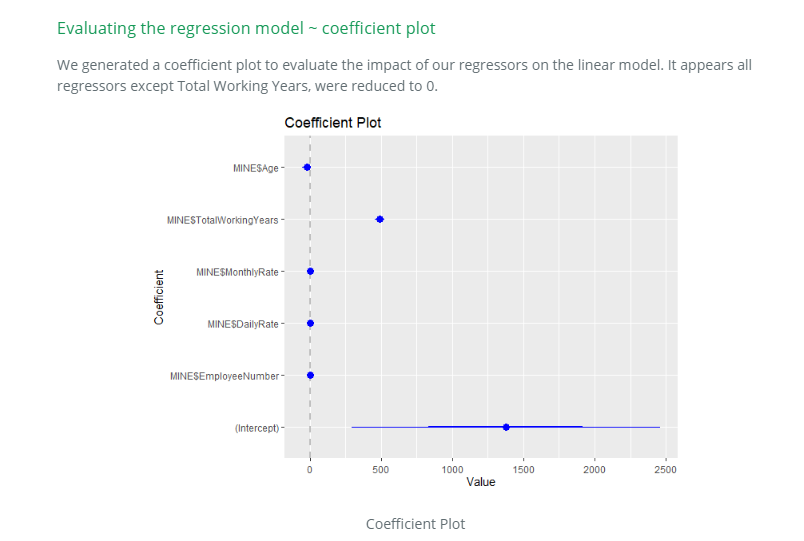 Evaluating the regression model ~ coefficient plot
We generated a coefficient plot to evaluate the impact of our regressors on the linear model. It appears all
regressors except Total Working Years, were reduced to 0.
Coefficient Plot
MINE$Age
MINE$TotalWorkingYears
MINE$MonthlyRate
MINE$DailyRate
MINE$EmployeeNumber
(Intercept)
Coefficient
0 500 1000 1500 2000 2500
Value
Coefficient Plot